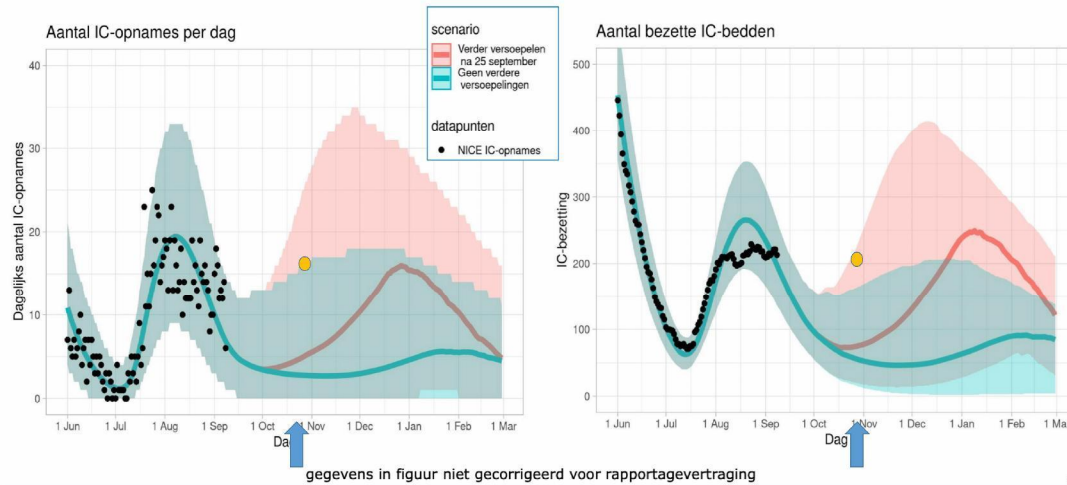 Aantal IC-opnames per dag
40
30
20
10
0
Dagelijks aantal IC-opnames
1 Jun 1 Jul 1 Aug 1 Sep 1 Oct 1 Nov 1 Dec 1 Jan 1 Feb 1 Mar
scenario
Verder versoepelen
na 25 september
Geen verdere
versoepelingen
datapunten
NICE IC-opnames
Aantal bezette IC-bedden
500
400
300
200
100
0
IC-bezetting
1 Jun 1 Jul 1 Aug 1 Sep 1 Oct 1 Nov 1 Dec 1 Jan 1 Feb
Dag
gegevens in figuur niet gecorrigeerd voor rapportagevertraging